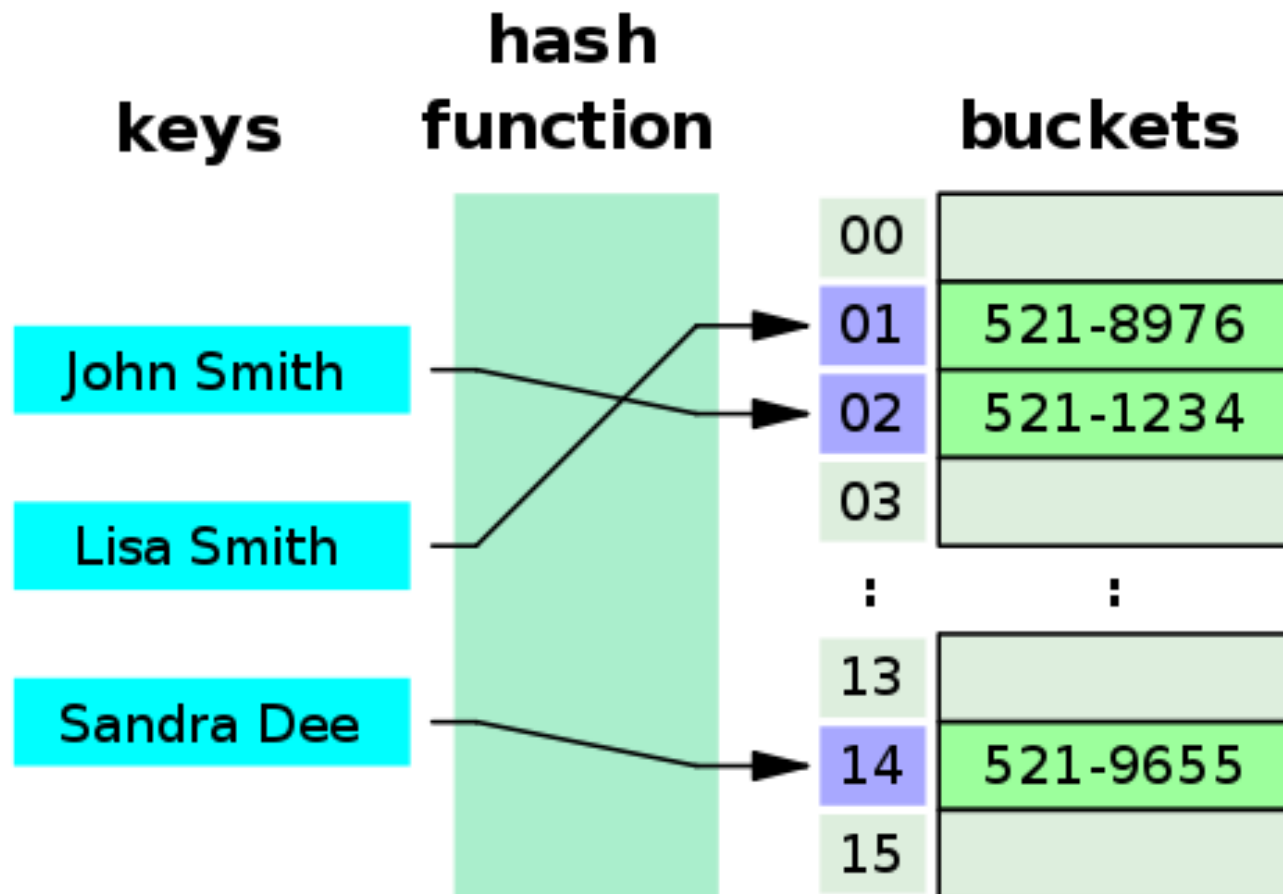 keys
hash
function
buckets
John Smith
Lisa Smith
Sandra Dee
00
01 521-8976
02 521-1234
03
: :
13
14 521-9655
15